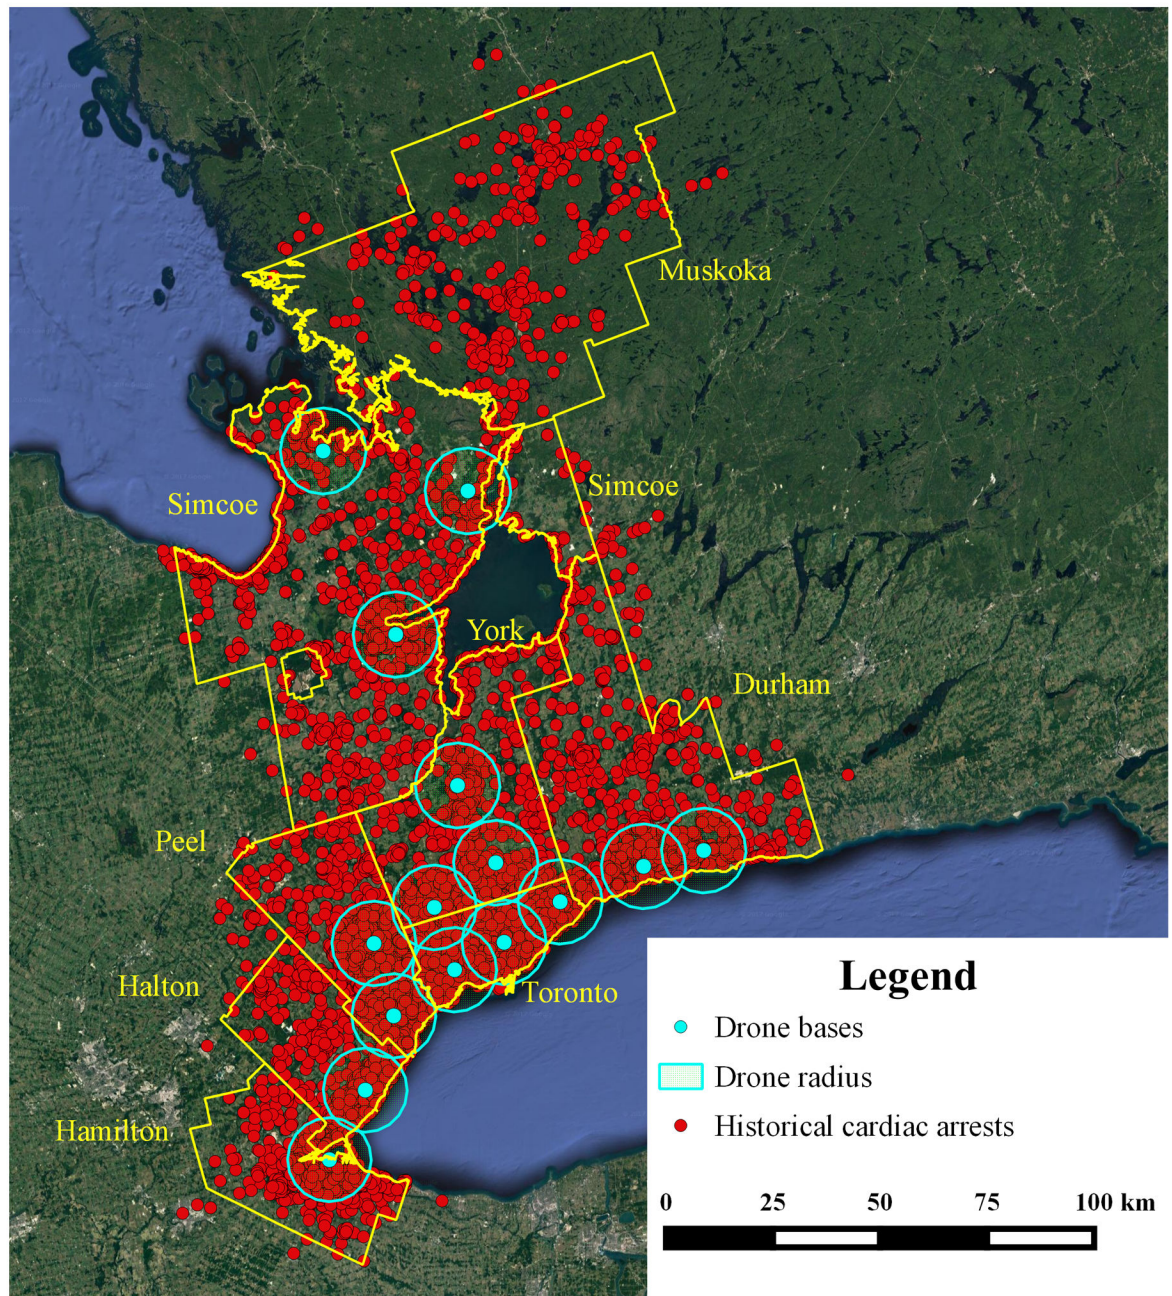 Muskoka
Simcoe
Simcoe
York
Durham
Peel
Halton
Toronto
Hamilton
Legend
Drone bases
Drone radius
Historical cardiac arrests
0 25 50 75 100 km